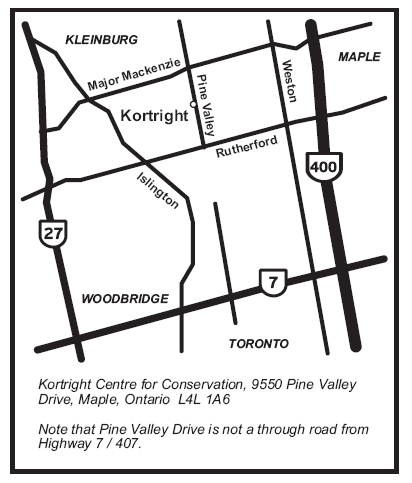 KLEINBURG
MAPLE
Major Mackenzie
Pine Valley
Weston
Kortright
Rutherford
Islington
400
27
7
WOODBRIDGE
TORONTO
Kortright Centre for Conservation, 9550 Pine Valley
Drive, Maple, Ontario  L4L 1A6
Note that Pine Valley Drive is not a through road from
Highway 7 / 407.